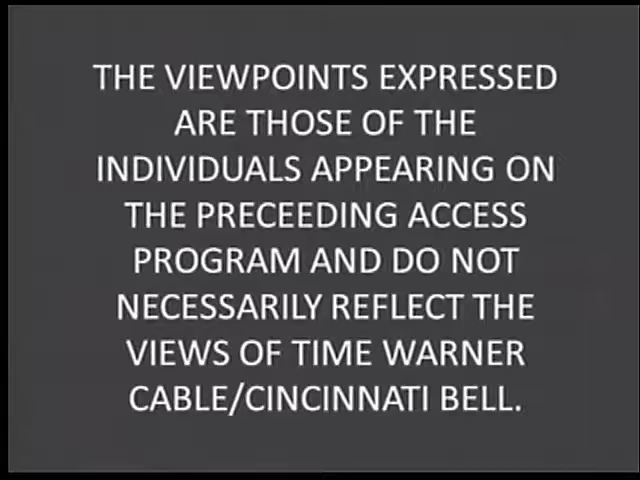 THE VIEWPOINTS EXPRESSED
ARE THOSE OF THE
INDIVIDUALS APPEARING ON
THE PRECEEDING ACCESS
PROGRAM AND DO NOT
NECESSARILY REFLECT THE
VIEWS OF TIME WARNER
CABLE/CINCINNATI BELL.